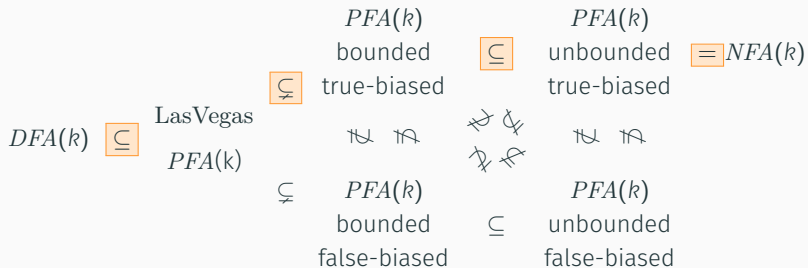 PFA(k)
bounded
true-biased
⊆
PFA(k)
unbounded
true-biased
= NFA(k)
⊊
DFA(k) ⊆
LasVegas
PFA(k)
⊊
PFA(k)
bounded
false-biased
⊆
PFA(k)
unbounded
false-biased